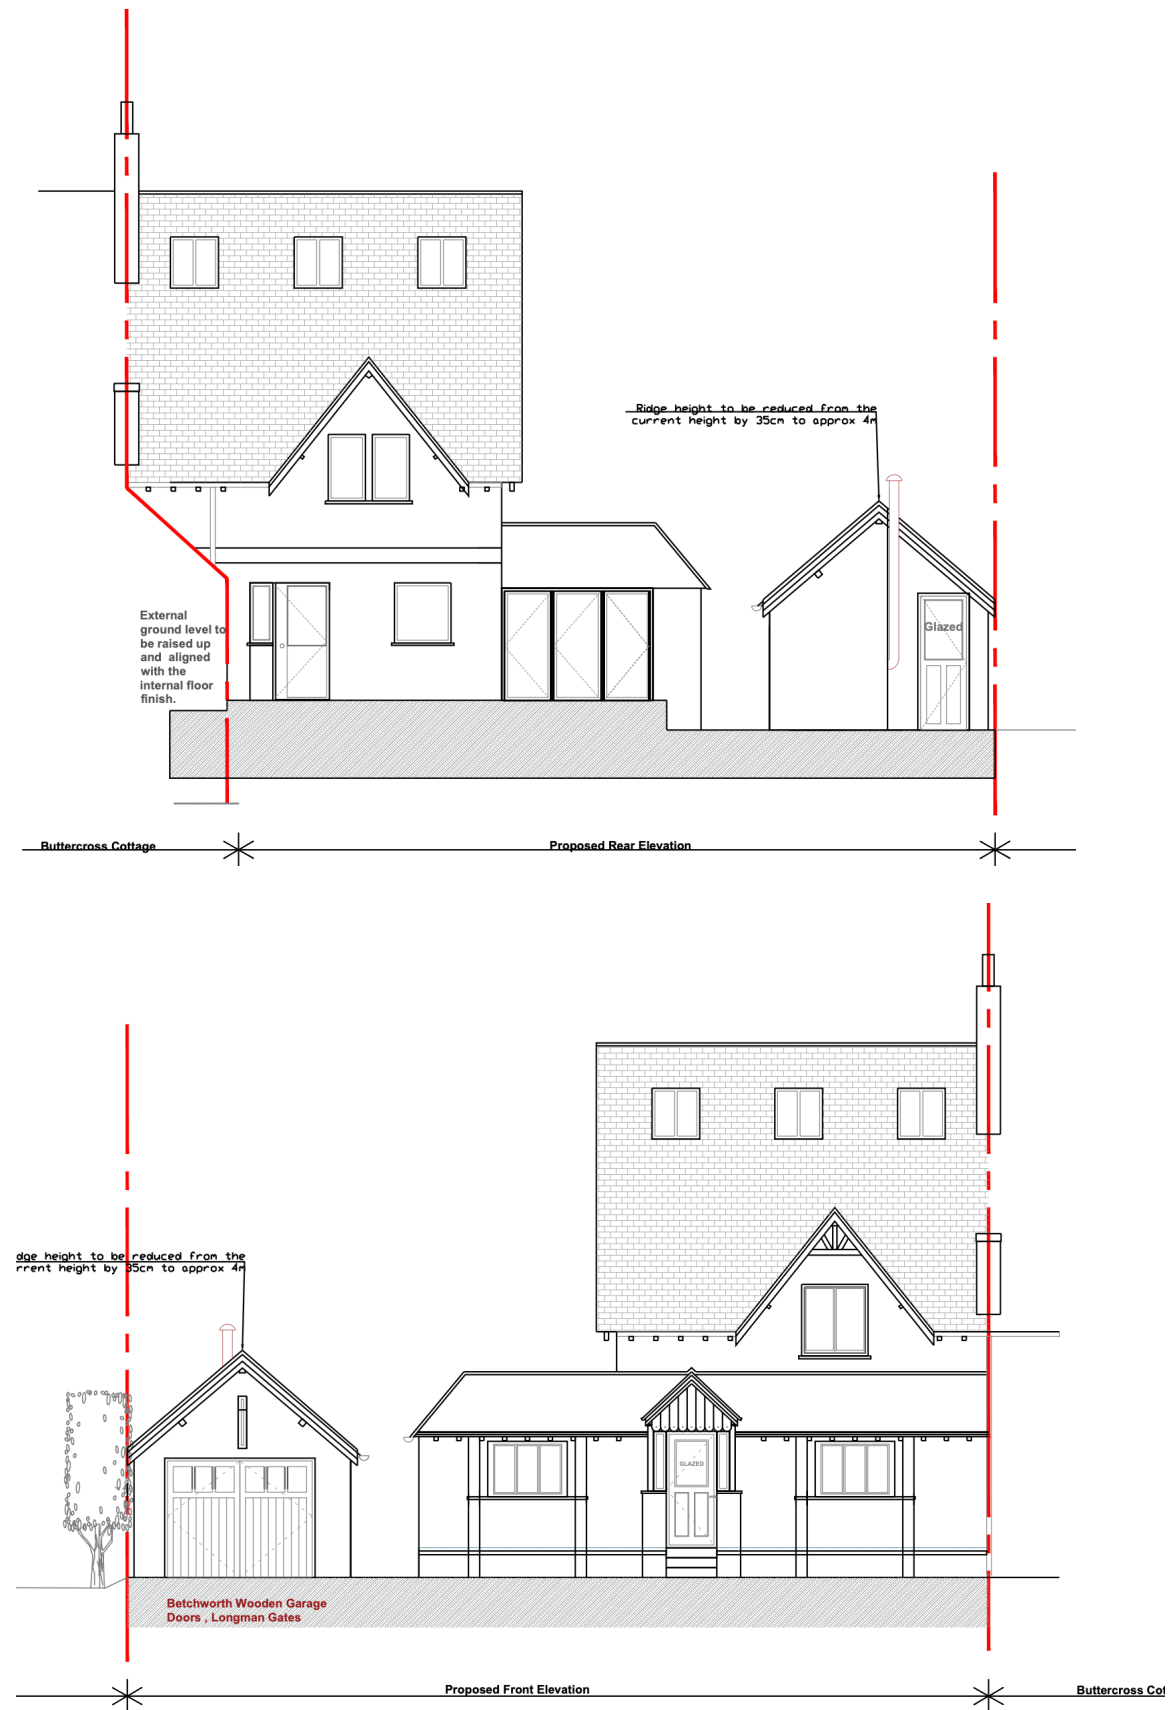 Ridge height to be reduced from the
current height by 35cm to approx 4m
Glazed
External
ground level to
be raised up
and aligned
with the
internal floor
finish.
Buttercross Cottage
Proposed Rear Elevation
dge height to be reduced from the
rrent height by 35cm to approx 4m
GLAZED
Betchworth Wooden Garage
Doors , Longman Gates
Proposed Front Elevation
Buttercross Cot